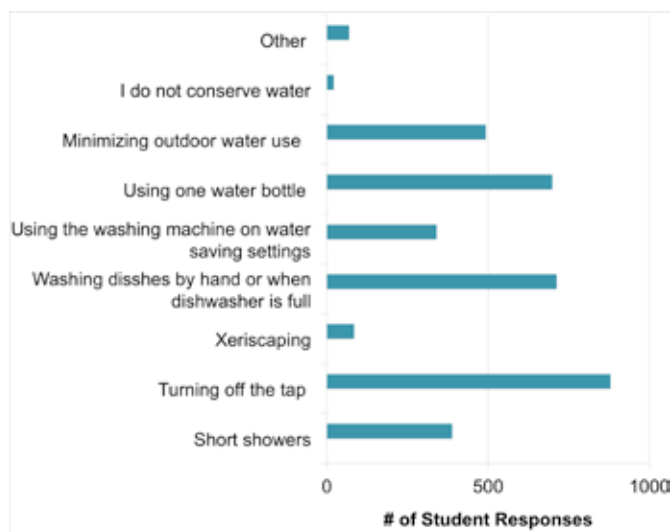 Other
I do not conserve water
Minimizing outdoor water use
Using one water bottle
Using the washing machine on water
saving settings
Washing disshes by hand or when
dishwasher is full
Xeriscaping
Turning off the tap
Short showers
0
500
1000
# of Student Responses